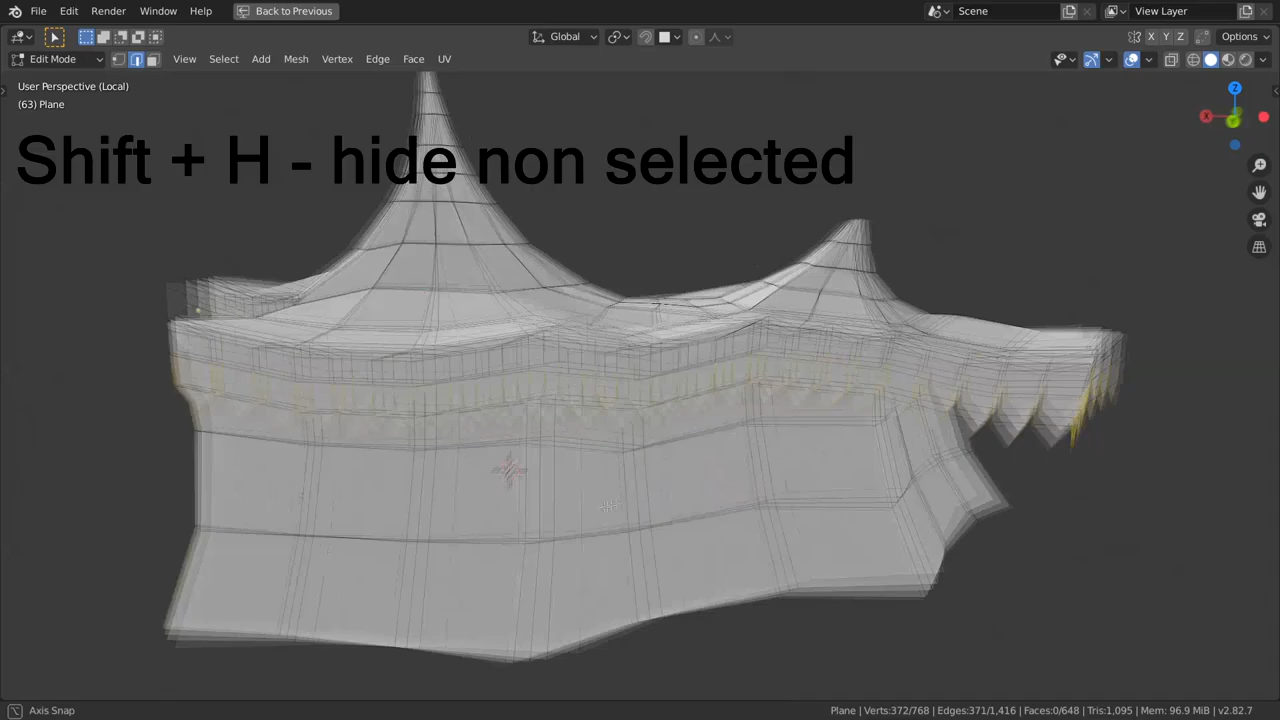 File Edit Render Window Help Back to Previous Scene View Layer
Global X Y Z Options
Edit Mode View Select Add Mesh Vertex Edge Face UV
User Perspective (Local)
(63) Plane
Z
X
Shift + H - hide non selected
Axis Snap Plane | Verts:372/768 | Edges:371/1,416 | Faces:0/648 | Tris:1,095 | Mem: 96.9 MiB | v2.82.7